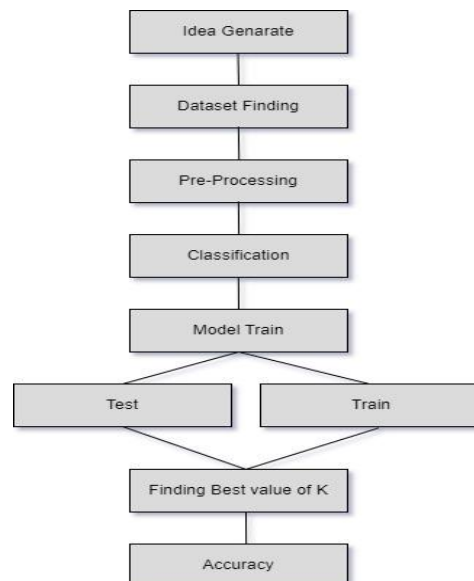 Idea Genarate
Dataset Finding
Pre-Processing
Classification
Model Train
Test
Train
Finding Best value of K
Accuracy